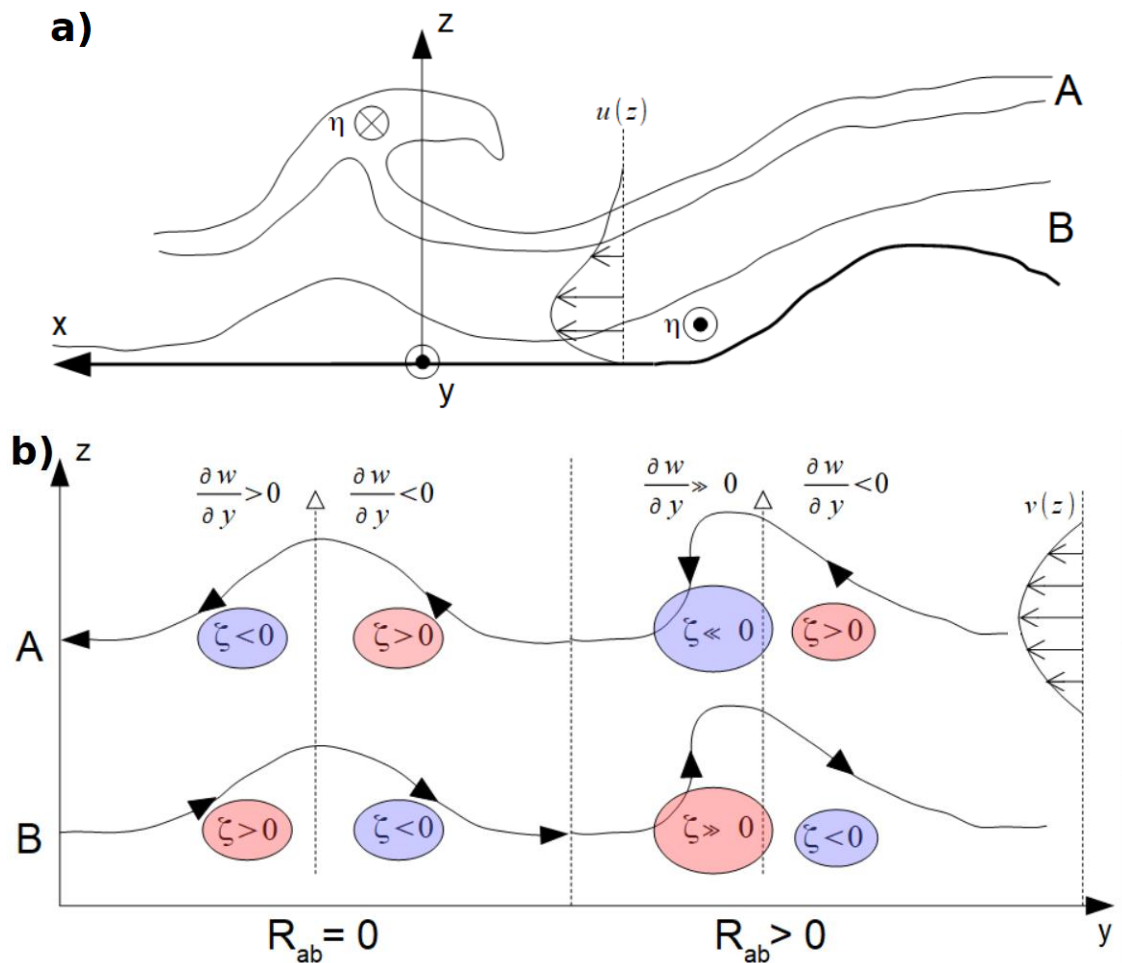 a)
z
u(z)
A
η
B
η
x
y
b)
z
∂w/∂y>0
∂w/∂y<0
∂w/∂y≫0
∂w/∂y<0
v(z)
A
ζ<0
ζ>0
ζ≪0
ζ>0
B
ζ>0
ζ<0
ζ≫0
ζ<0
R_ab=0
R_ab>0
y